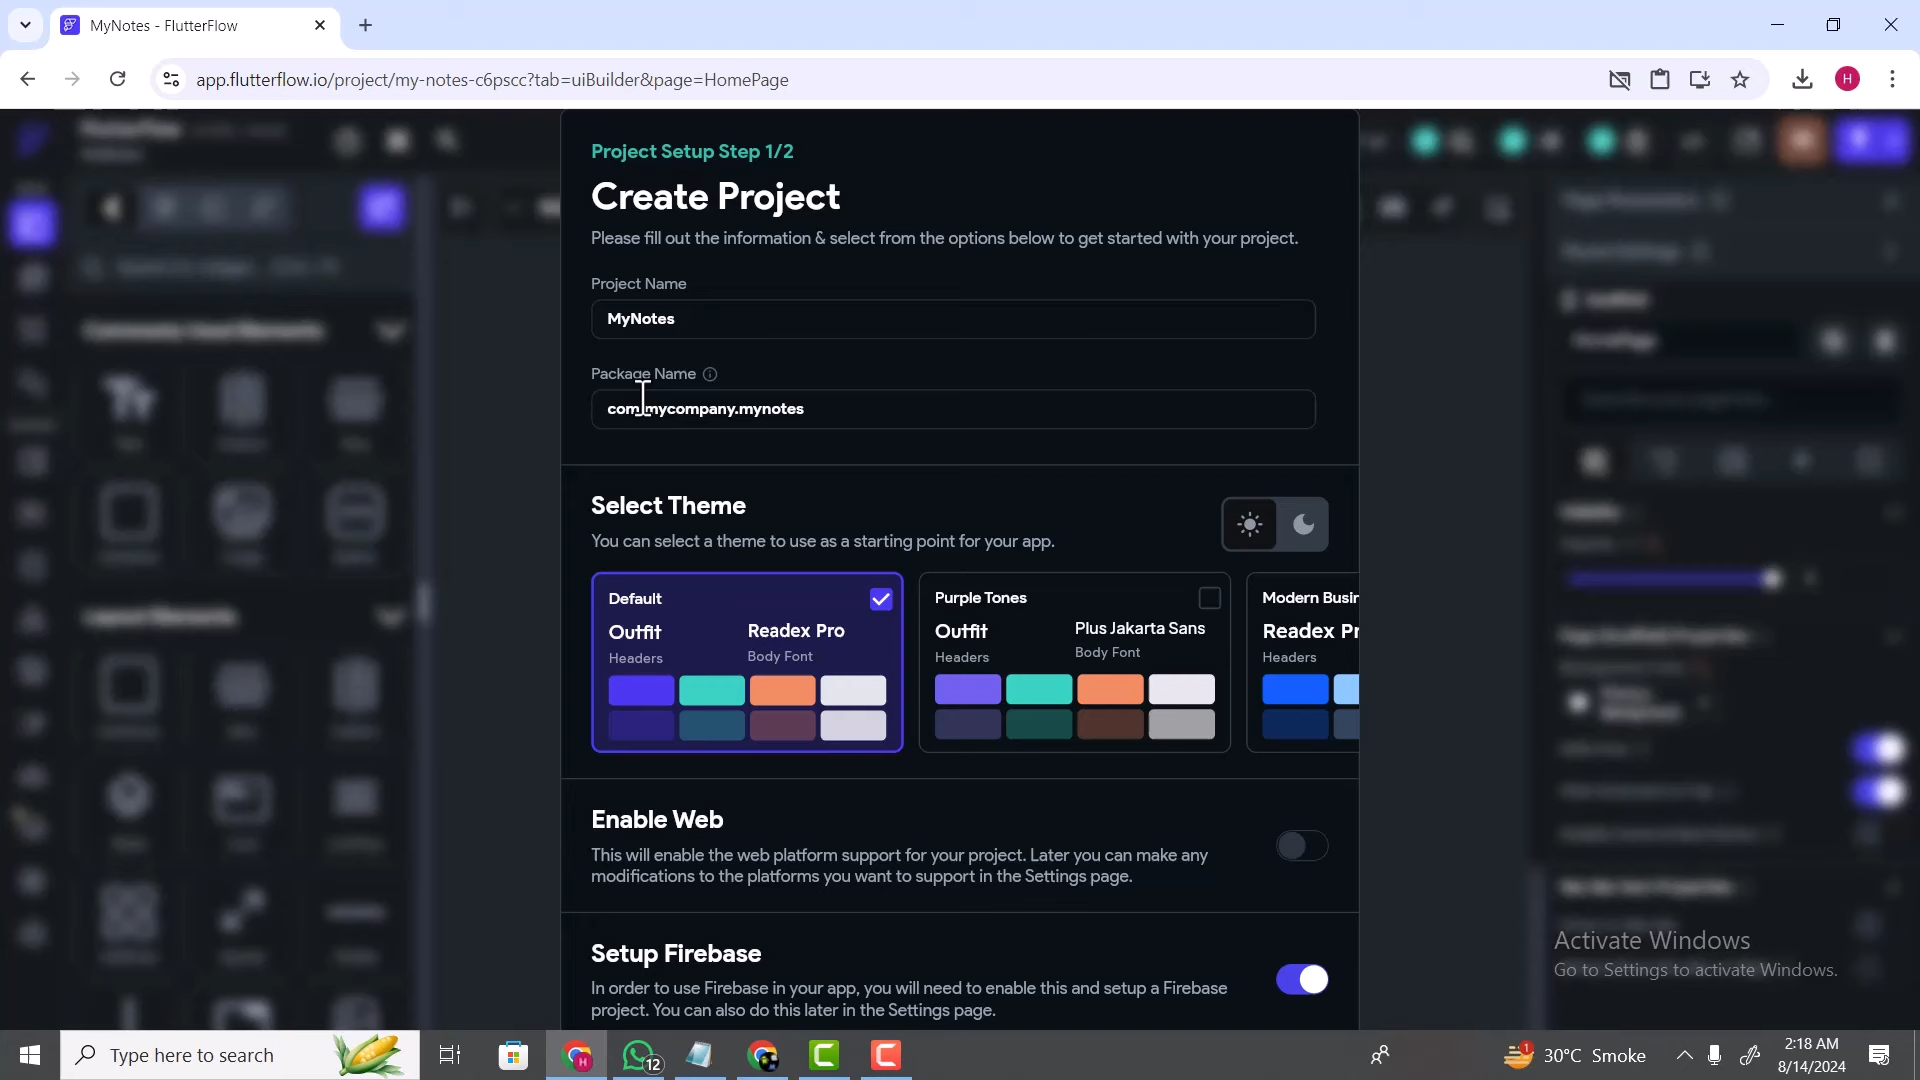 MyNotes - FlutterFlow
app.flutterflow.io/project/my-notes-c6pscc?tab=uiBuilder&page=HomePage
H
Project Setup Step 1/2
Create Project
Please fill out the information & select from the options below to get started with your project.
Project Name
MyNotes
Package Name
com.mycompany.mynotes
Select Theme
You can select a theme to use as a starting point for your app.
Default
Outfit
Readex Pro
Headers
Body Font
Purple Tones
Outfit
Plus Jakarta Sans
Headers
Body Font
Modern Busin
Readex Pr
Headers
Enable Web
This will enable the web platform support for your project. Later you can make any
modifications to the platforms you want to support in the Settings page.
Setup Firebase
In order to use Firebase in your app, you will need to enable this and setup a Firebase
project. You can also do this later in the Settings page.
FlutterFlow
Commonly Used Elements
Layout Elements
HomePage
Activate Windows
Go to Settings to activate Windows.
Type here to search
12
1
30°C Smoke
2:18 AM
8/14/2024